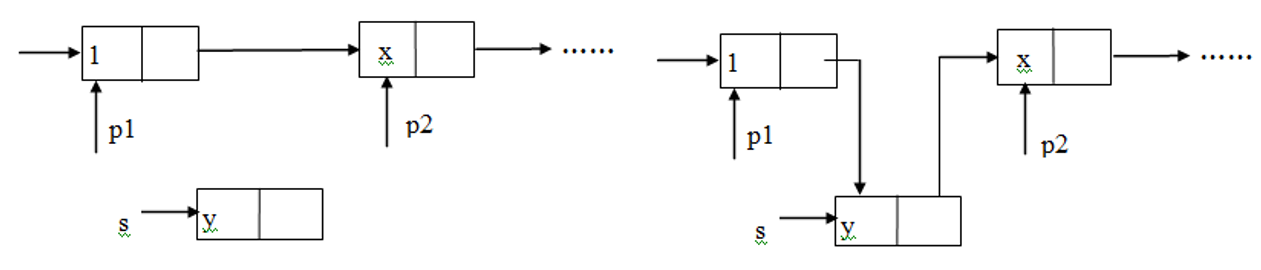 1 x ……
p1 p2
s y
1 x ……
p1 p2
s y